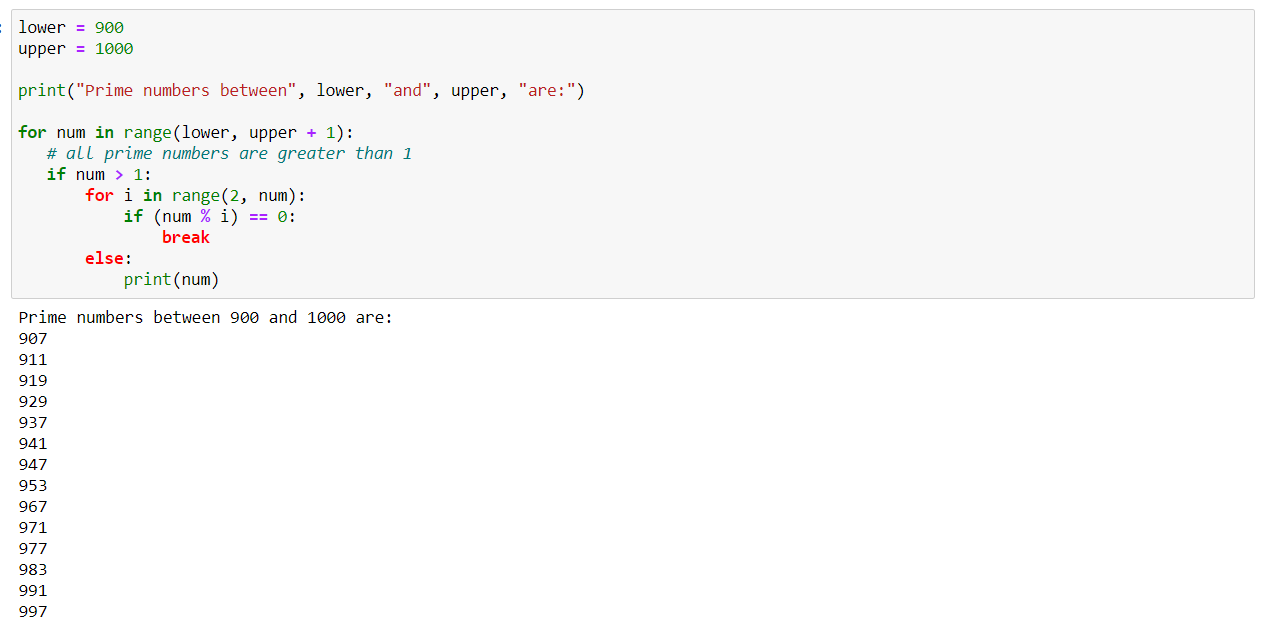 lower = 900
upper = 1000
print("Prime numbers between", lower, "and", upper, "are:")
for num in range(lower, upper + 1):
   # all prime numbers are greater than 1
   if num > 1:
       for i in range(2, num):
           if (num % i) == 0:
               break
       else:
           print(num)
Prime numbers between 900 and 1000 are:
907
911
919
929
937
941
947
953
967
971
977
983
991
997